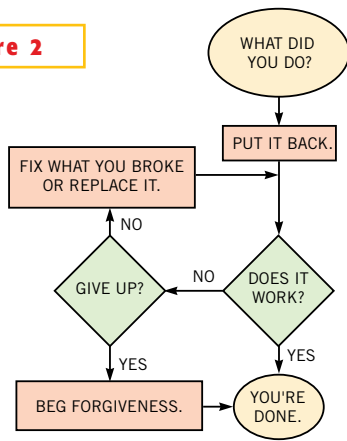 re 2
WHAT DID
YOU DO?
PUT IT BACK.
FIX WHAT YOU BROKE
OR REPLACE IT.
NO
GIVE UP?
NO
DOES IT
WORK?
YES
YES
BEG FORGIVENESS.
YOU'RE
DONE.